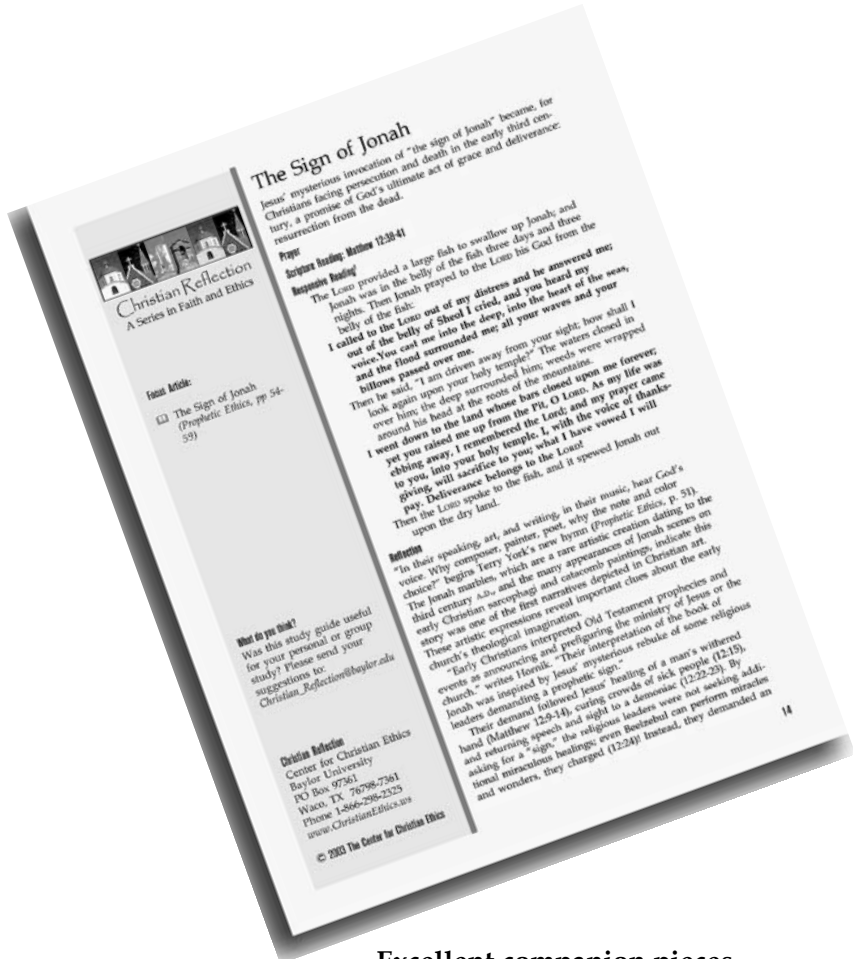 The Sign of Jonah
Jesus' mysterious invocation of "the sign of Jonah" became, for
Christians facing persecution and death in the early third cen-
tury, a promise of God's ultimate act of grace and deliverance:
resurrection from the dead.
Prayer
Scripture Reading: Matthew 12:38-41
Responsive Reading†
The LORD provided a large fish to swallow up Jonah; and
Jonah was in the belly of the fish three days and three
nights. Then Jonah prayed to the LORD his God from the
belly of the fish:
I called to the LORD out of my distress and he answered me;
out of the belly of Sheol I cried, and you heard my
voice. You cast me into the deep, into the heart of the seas,
and the flood surrounded me; all your waves and your
billows passed over me.
Then he said, "I am driven away from your sight; how shall I
look again upon your holy temple?" The waters closed in
over him; the deep surrounded him; weeds were wrapped
around his head at the roots of the mountains.
I went down to the land whose bars closed upon me forever;
yet you raised me up from the Pit, O LORD. As my life was
ebbing away, I remembered the Lord; and my prayer came
to you, into your holy temple. I, with the voice of thanks-
giving, will sacrifice to you; what I have vowed I will
pay. Deliverance belongs to the LORD!
Then the LORD spoke to the fish, and it spewed Jonah out
upon the dry land.
Reflection
"In their speaking, art, and writing, in their music, hear God's
voice. Why composer, painter, poet, why the note and color
choice?" begins Terry York's new hymn (Prophetic Ethics, p. 51).
The Jonah marbles, which are a rare artistic creation dating to the
third century A.D., and the many appearances of Jonah scenes on
early Christian sarcophagi and catacomb paintings, indicate this
story was one of the first narratives depicted in Christian art.
These artistic expressions reveal important clues about the early
church's theological imagination.
"Early Christians interpreted Old Testament prophecies and
events as announcing and prefiguring the ministry of Jesus or the
church," writes Hornik. "Their interpretation of the book of
Jonah was inspired by Jesus' mysterious rebuke of some religious
leaders demanding a prophetic sign."
Their demand followed Jesus' healing of a man's withered
hand (Matthew 12:9-14), curing crowds of sick people (12:15),
and returning speech and sight to a demoniac (12:22-23). By
asking for a "sign," the religious leaders were not seeking addi-
tional miraculous healings; even Beelzebul can perform miracles
and wonders, they charged (12:24)! Instead, they demanded an
14
Christian Reflection
A Series in Faith and Ethics
Focus Article:
The Sign of Jonah
(Prophetic Ethics, pp 54-
59)
What do you think?
Was this study guide useful
for your personal or group
study? Please send your
suggestions to:
Christian_Reflection@baylor.edu
Christian Reflection
Center for Christian Ethics
Baylor University
PO Box 97361
Waco, TX 76798-7361
Phone 1-866-298-2325
www.ChristianEthics.ws
© 2003 The Center for Christian Ethics
Excellent companion pieces